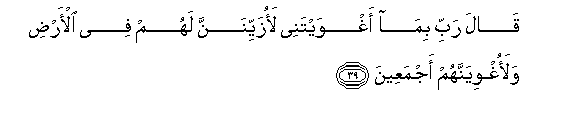 قَالَ رَبِّ بِمَآ أَغْوَيْتَنِى لَأُزَيِّنَنَّ لَهُمْ فِى ٱلْأَرْضِ
وَلَأُغْوِيَنَّهُمْ أَجْمَعِينَ ٣٩